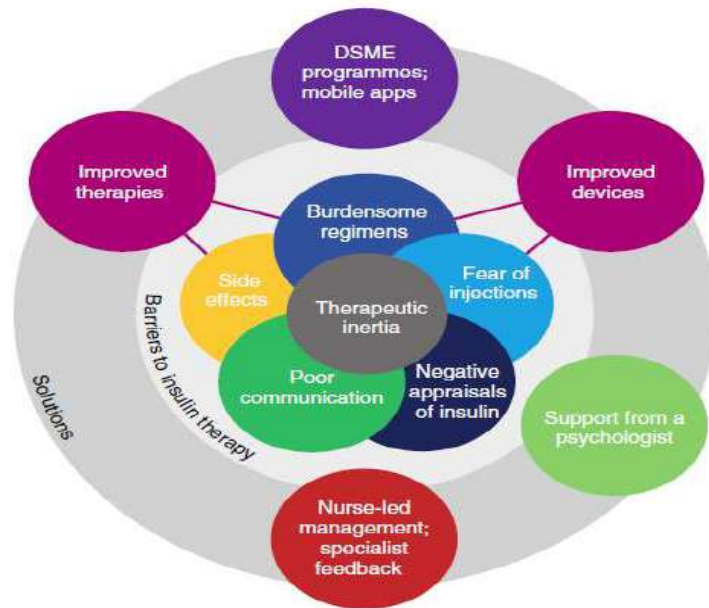 DSME
programmos;
mobile apps
Improved
therapies
Improved
devices
Burdensome
regimens
Side
effects
Fear of
injections
Therapeutic
inertia
Poor
communication
Negative
appraisals
of insulin
Barriers to insulin therapy
Solutions
Support from a
psychologist
Nurse-led
management;
spocialist
feedback